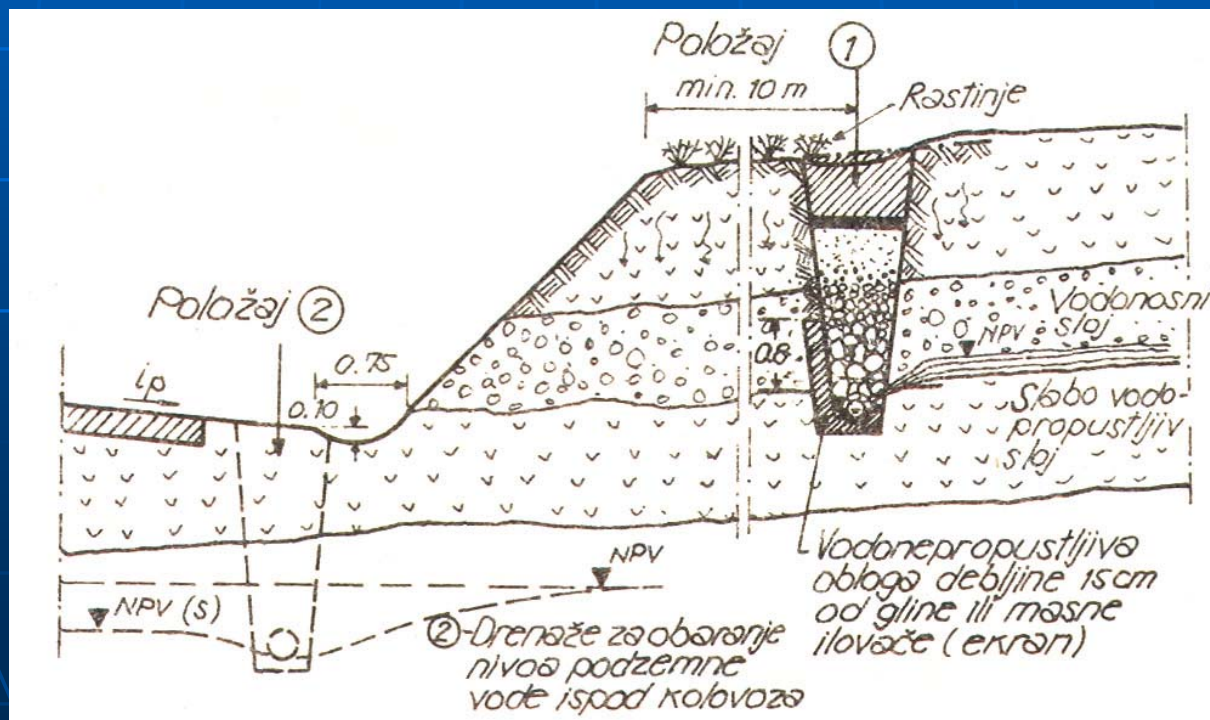 Položaj 1
min. 10 m
Rastinje
Položaj 2
ip
0.75
0.10
0.8
Vodonosni
sloj
NPV
Slabo vodo-
propustljiv
sloj
NPV
NPV (s)
Vodonepropustljiva
obloga debljine 15cm
od gline ili masne
ilovače (ekran)
2-Drenaže za obaranje
nivoa podzemne
vode ispod kolovoza